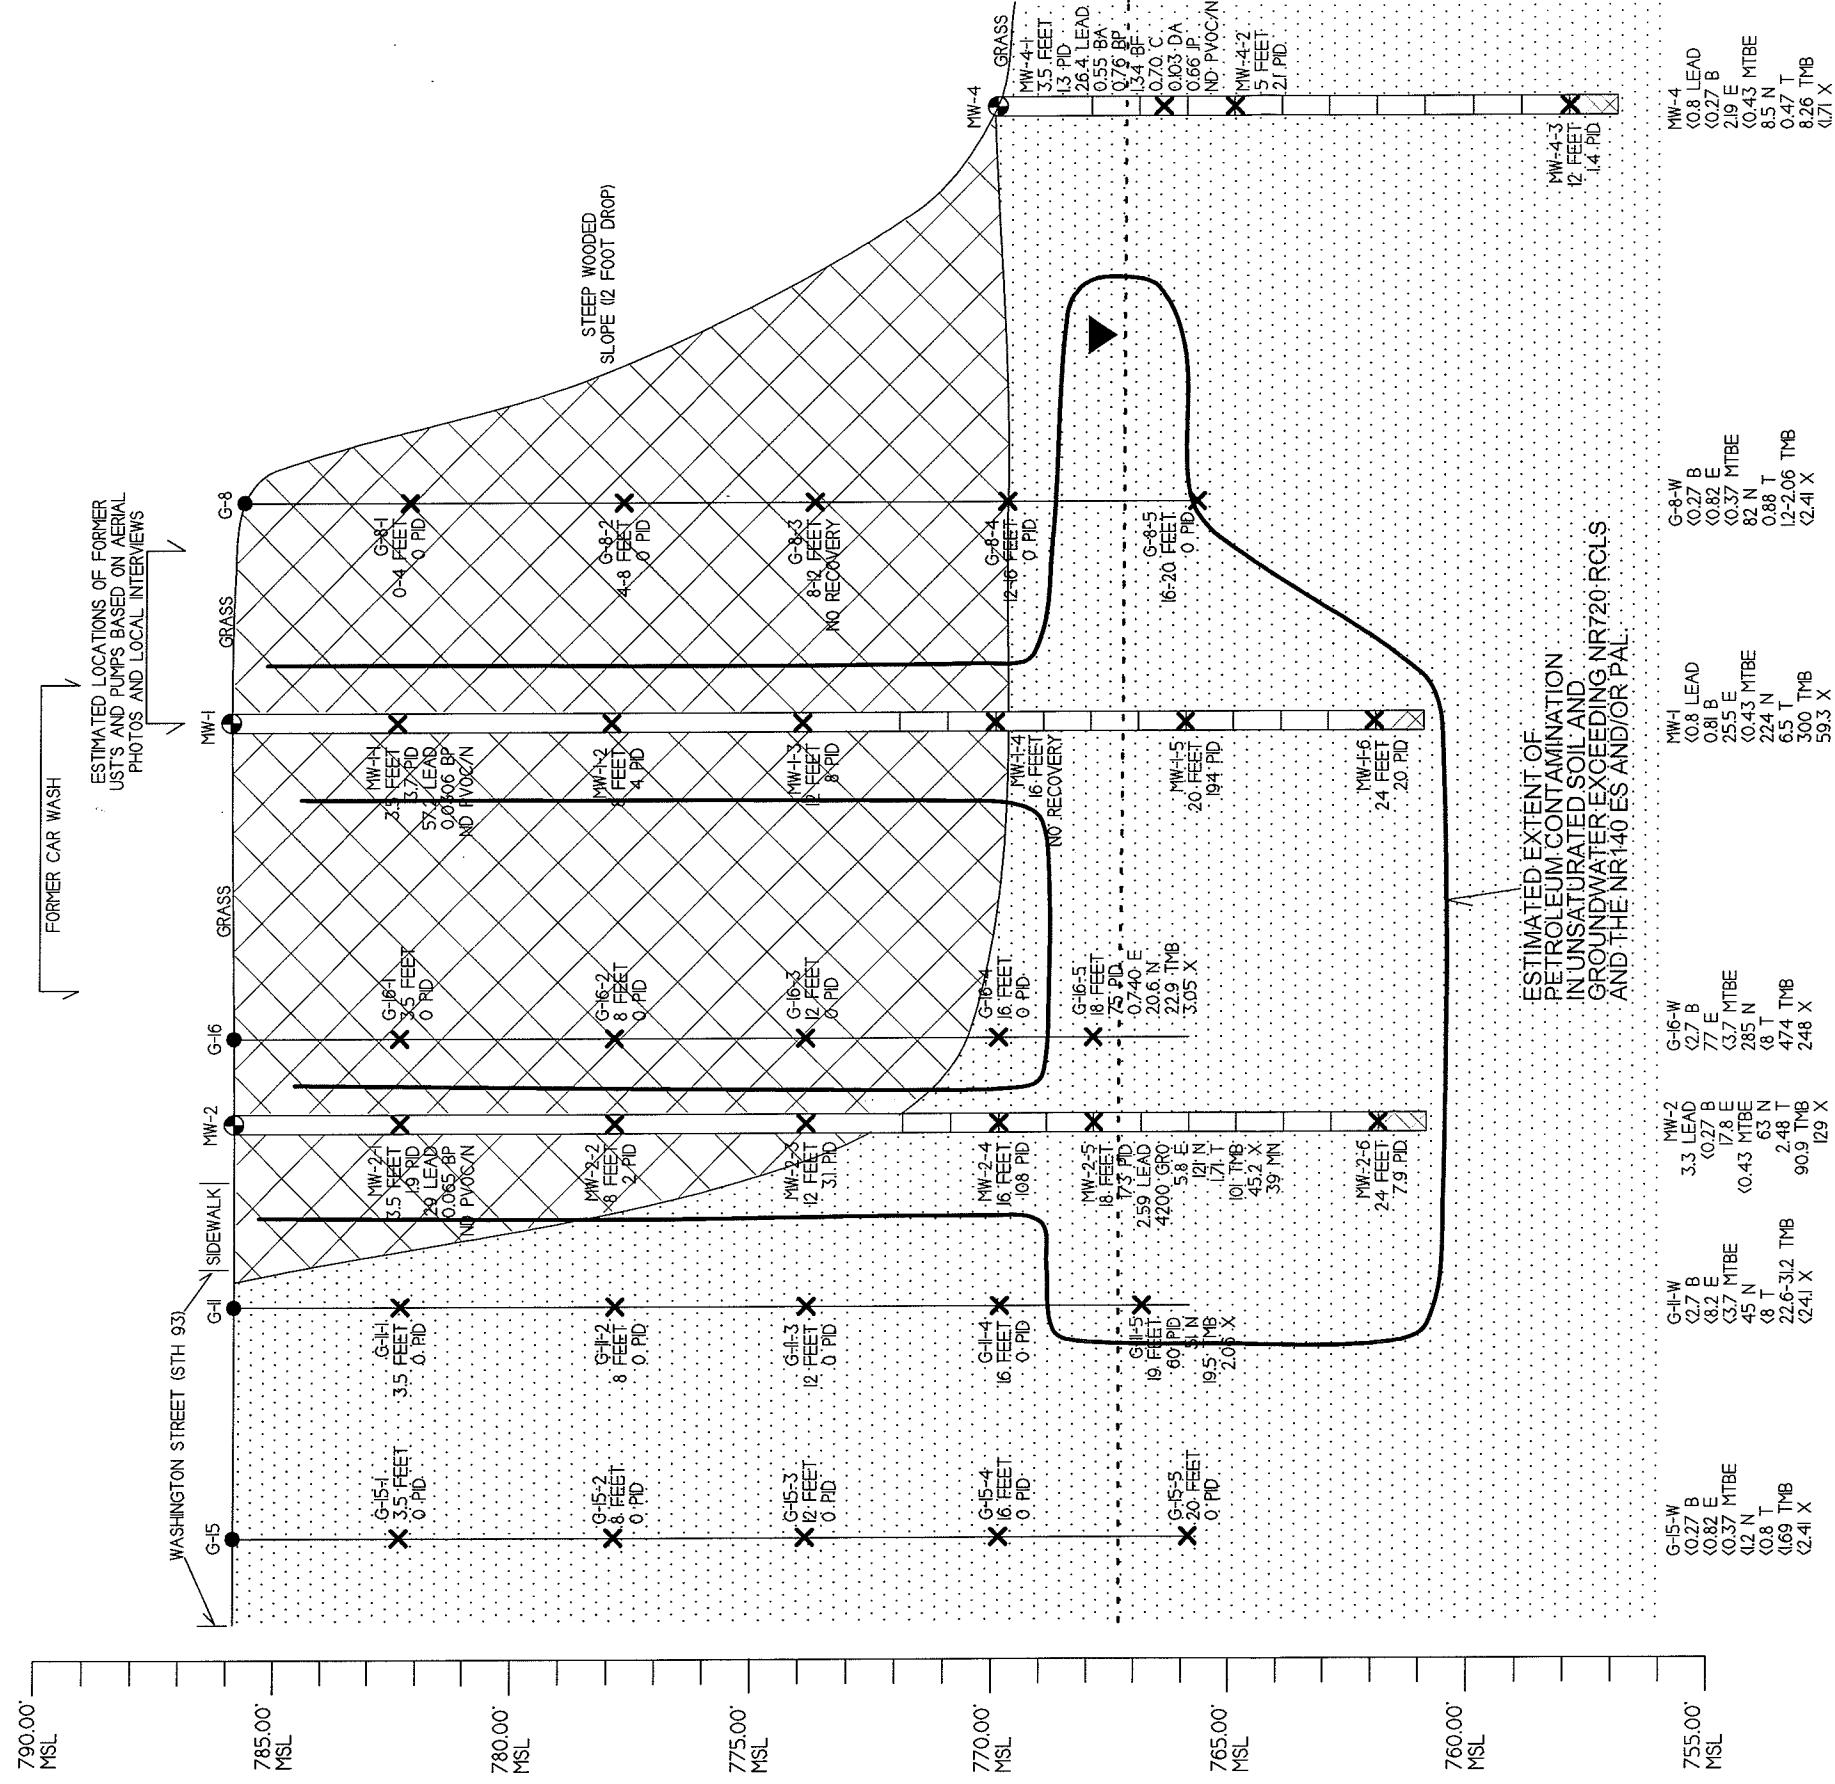 FORMER CAR WASH
ESTIMATED LOCATIONS OF FORMER
UST'S AND PUMPS BASED ON AERIAL
PHOTOS AND LOCAL INTERVIEWS
WASHINGTON STREET (STH 93)
SIDEWALK
GRASS
GRASS
STEEP WOODED
SLOPE (12 FOOT DROP)
GRASS
790.00'
MSL
785.00'
MSL
780.00'
MSL
775.00'
MSL
770.00'
MSL
765.00'
MSL
760.00'
MSL
755.00'
MSL
G-15
G-15-1
3.5 FEET
0 PID
G-15-2
8 FEET
0 PID
G-15-3
12 FEET
0 PID
G-15-4
16 FEET
0 PID
G-15-5
20 FEET
0 PID
G-11
G-11-1
3.5 FEET
0 PID
G-11-2
8 FEET
0 PID
G-11-3
12 FEET
0 PID
G-11-4
16 FEET
0 PID
G-11-5
19 FEET
60 PID
51 N
19.5 TMB
2.05 X
MW-2
MW-2-1
3.5 FEET
1.9 PID
29 LEAD
0.065 BP
ND PVOC/N
MW-2-2
8 FEET
2 PID
MW-2-3
12 FEET
3.1 PID
MW-2-4
16 FEET
108 PID
MW-2-5
18 FEET
173 PID
2.59 LEAD
4200 GRO
5.8 E
121 N
1.71 T
101 TMB
45.2 X
39 MN
MW-2-6
24 FEET
7.9 PID
G-16
G-16-1
3.5 FEET
0 PID
G-16-2
8 FEET
0 PID
G-16-3
12 FEET
0 PID
G-16-4
16 FEET
0 PID
G-16-5
18 FEET
75 PID
0.740 E
20.6 N
22.9 TMB
3.05 X
MW-1
MW-1-1
3.5 FEET
13.7 PID
LEAD
0.0306 BP
ND PVOC/N
MW-1-2
8 FEET
4 PID
MW-1-3
12 FEET
8 PID
MW-1-4
16 FEET
NO RECOVERY
MW-1-5
20 FEET
194 PID
MW-1-6
24 FEET
20 PID
G-8
G-8-1
0-4 FEET
0 PID
G-8-2
4-8 FEET
0 PID
G-8-3
8-12 FEET
NO RECOVERY
G-8-4
12-16 FEET
0 PID
G-8-5
16-20 FEET
0 PID
MW-4
MW-4-1
3.5 FEET
1.3 PID
26.4 LEAD
0.55 BA
0.76 BP
1.34 BF
0.70 C
0.103 DA
0.66 IP
ND PVOC/N
MW-4-2
5 FEET
2.1 PID
MW-4-3
12 FEET
1.4 PID
ESTIMATED EXTENT OF
PETROLEUM CONTAMINATION
IN UNSATURATED SOIL AND
GROUNDWATER EXCEEDING NR720 RCLS
AND THE NR140 ES AND/OR PAL
G-15-W
<0.27 B
<0.82 E
<0.37 MTBE
<1.2 N
<0.8 T
<1.69 TMB
<2.41 X
G-11-W
<2.7 B
<8.2 E
<3.7 MTBE
45 N
<8 T
22.6-31.2 TMB
<24.1 X
MW-2
3.3 LEAD
<0.27 B
17.8 E
<0.43 MTBE
63 N
2.48 T
90.9 TMB
129 X
G-16-W
<2.7 B
77 E
<3.7 MTBE
285 N
<8 T
474 TMB
248 X
MW-1
<0.8 LEAD
0.81 B
25.5 E
<0.43 MTBE
224 N
6.5 T
300 TMB
59.3 X
G-8-W
<0.27 B
<0.82 E
<0.37 MTBE
82 N
0.88 T
1.2-2.06 TMB
<2.41 X
MW-4
<0.8 LEAD
<0.27 B
2.19 E
<0.43 MTBE
8.5 N
0.47 T
8.26 TMB
<1.71 X